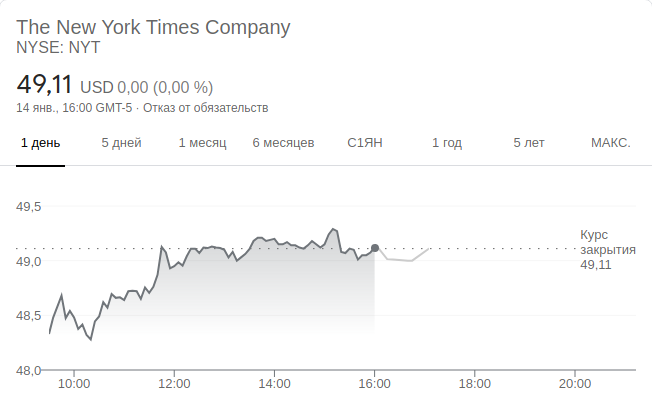 The New York Times Company
NYSE: NYT
49,11 USD 0,00 (0,00 %)
14 янв., 16:00 GMT-5 · Отказ от обязательств
1 день 5 дней 1 месяц 6 месяцев С1ЯН 1 год 5 лет МАКС.
49,5
Курс
закрытия
49,11
49,0
48,5
48,0
10:00 12:00 14:00 16:00 18:00 20:00